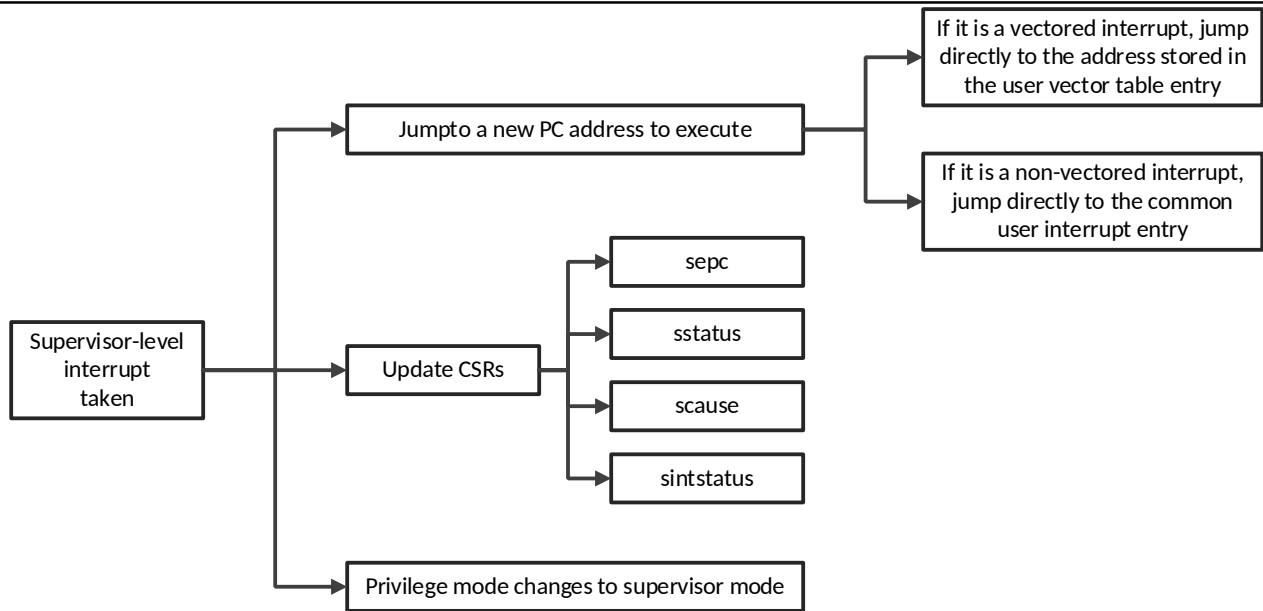 If it is a vectored interrupt, jump
directly to the address stored in
the user vector table entry
Jumpto a new PC address to execute
If it is a non-vectored interrupt,
jump directly to the common
user interrupt entry
sepc
sstatus
Supervisor-level
interrupt
taken
Update CSRs
scause
sintstatus
Privilege mode changes to supervisor mode